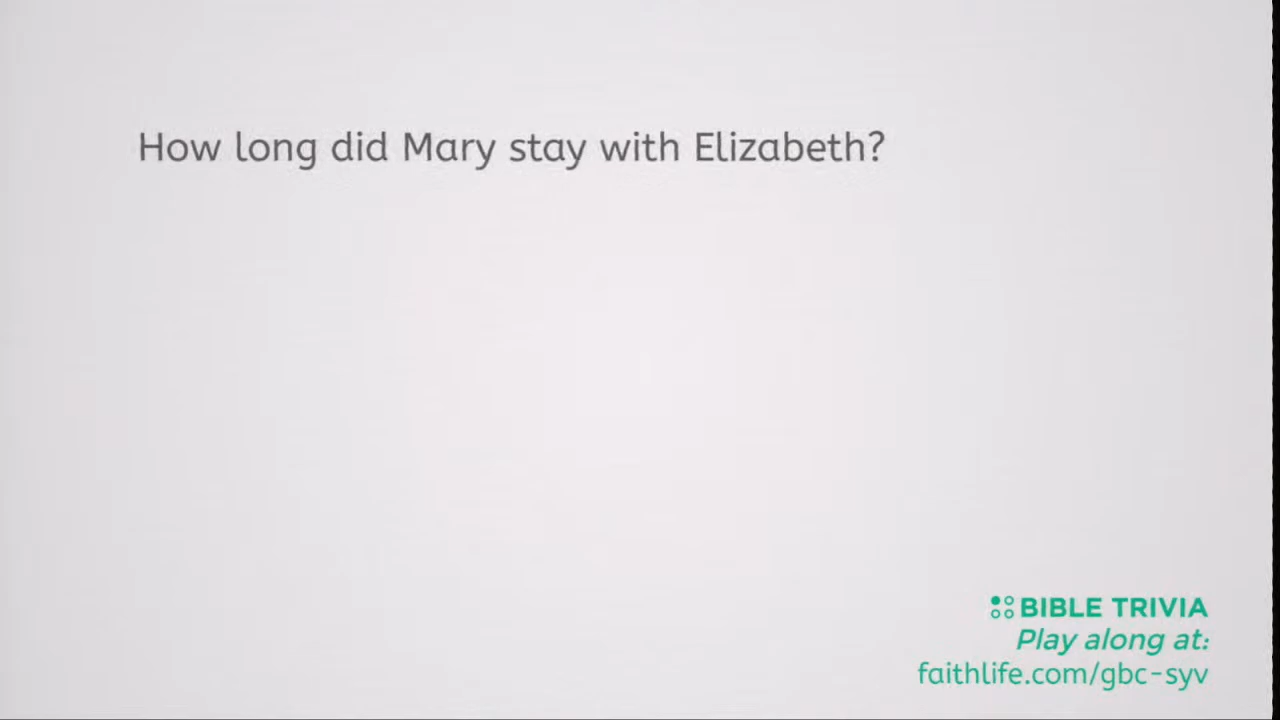 How long did Mary stay with Elizabeth?
BIBLE TRIVIA
Play along at:
faithlife.com/gbc-syv